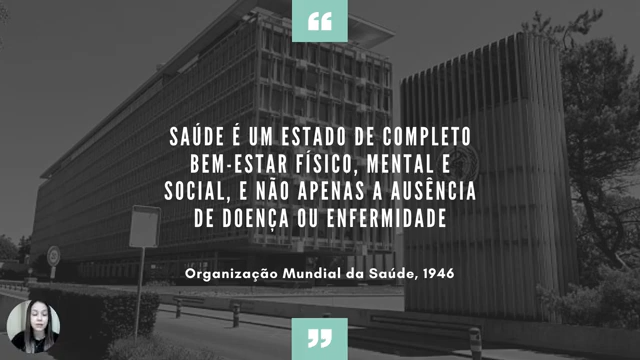 “
SAÚDE É UM ESTADO DE COMPLETO
BEM-ESTAR FÍSICO, MENTAL E
SOCIAL, E NÃO APENAS A AUSÊNCIA
DE DOENÇA OU ENFERMIDADE
Organização Mundial da Saúde, 1946
”